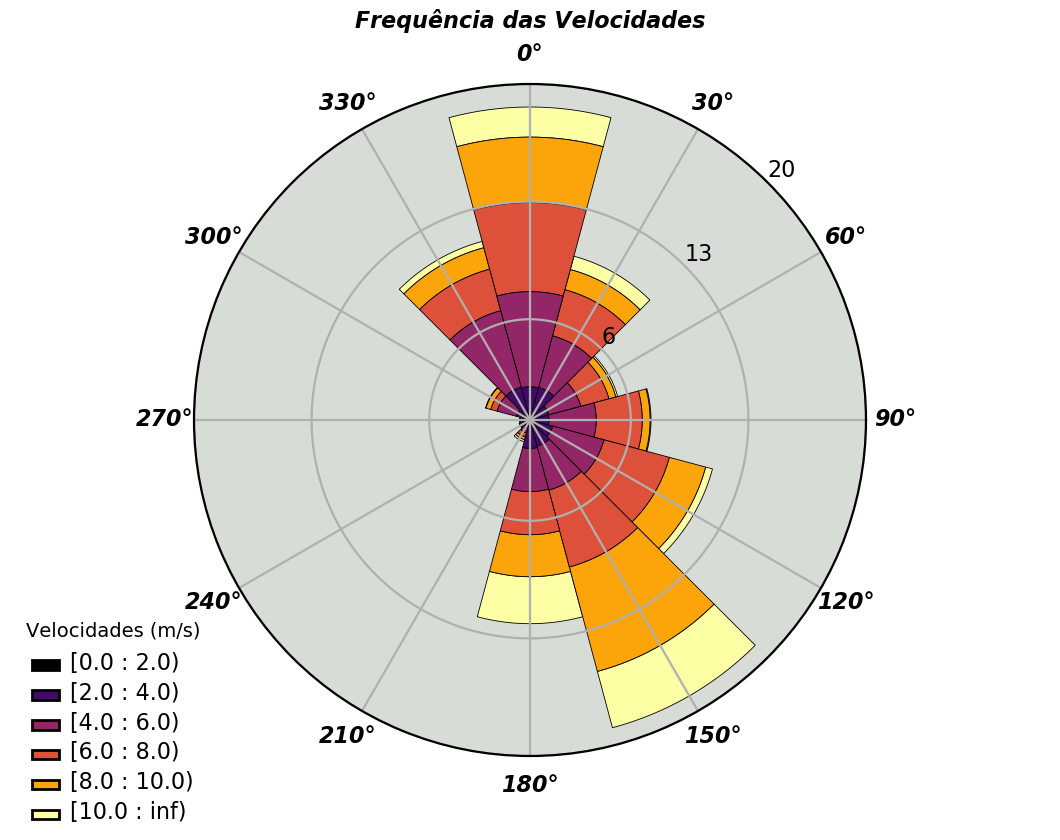 Frequência das Velocidades
0°
330°
30°
20
300°
60°
13
6
270°
90°
240°
120°
210°
150°
180°
Velocidades (m/s)
[0.0 : 2.0)
[2.0 : 4.0)
[4.0 : 6.0)
[6.0 : 8.0)
[8.0 : 10.0)
[10.0 : inf)